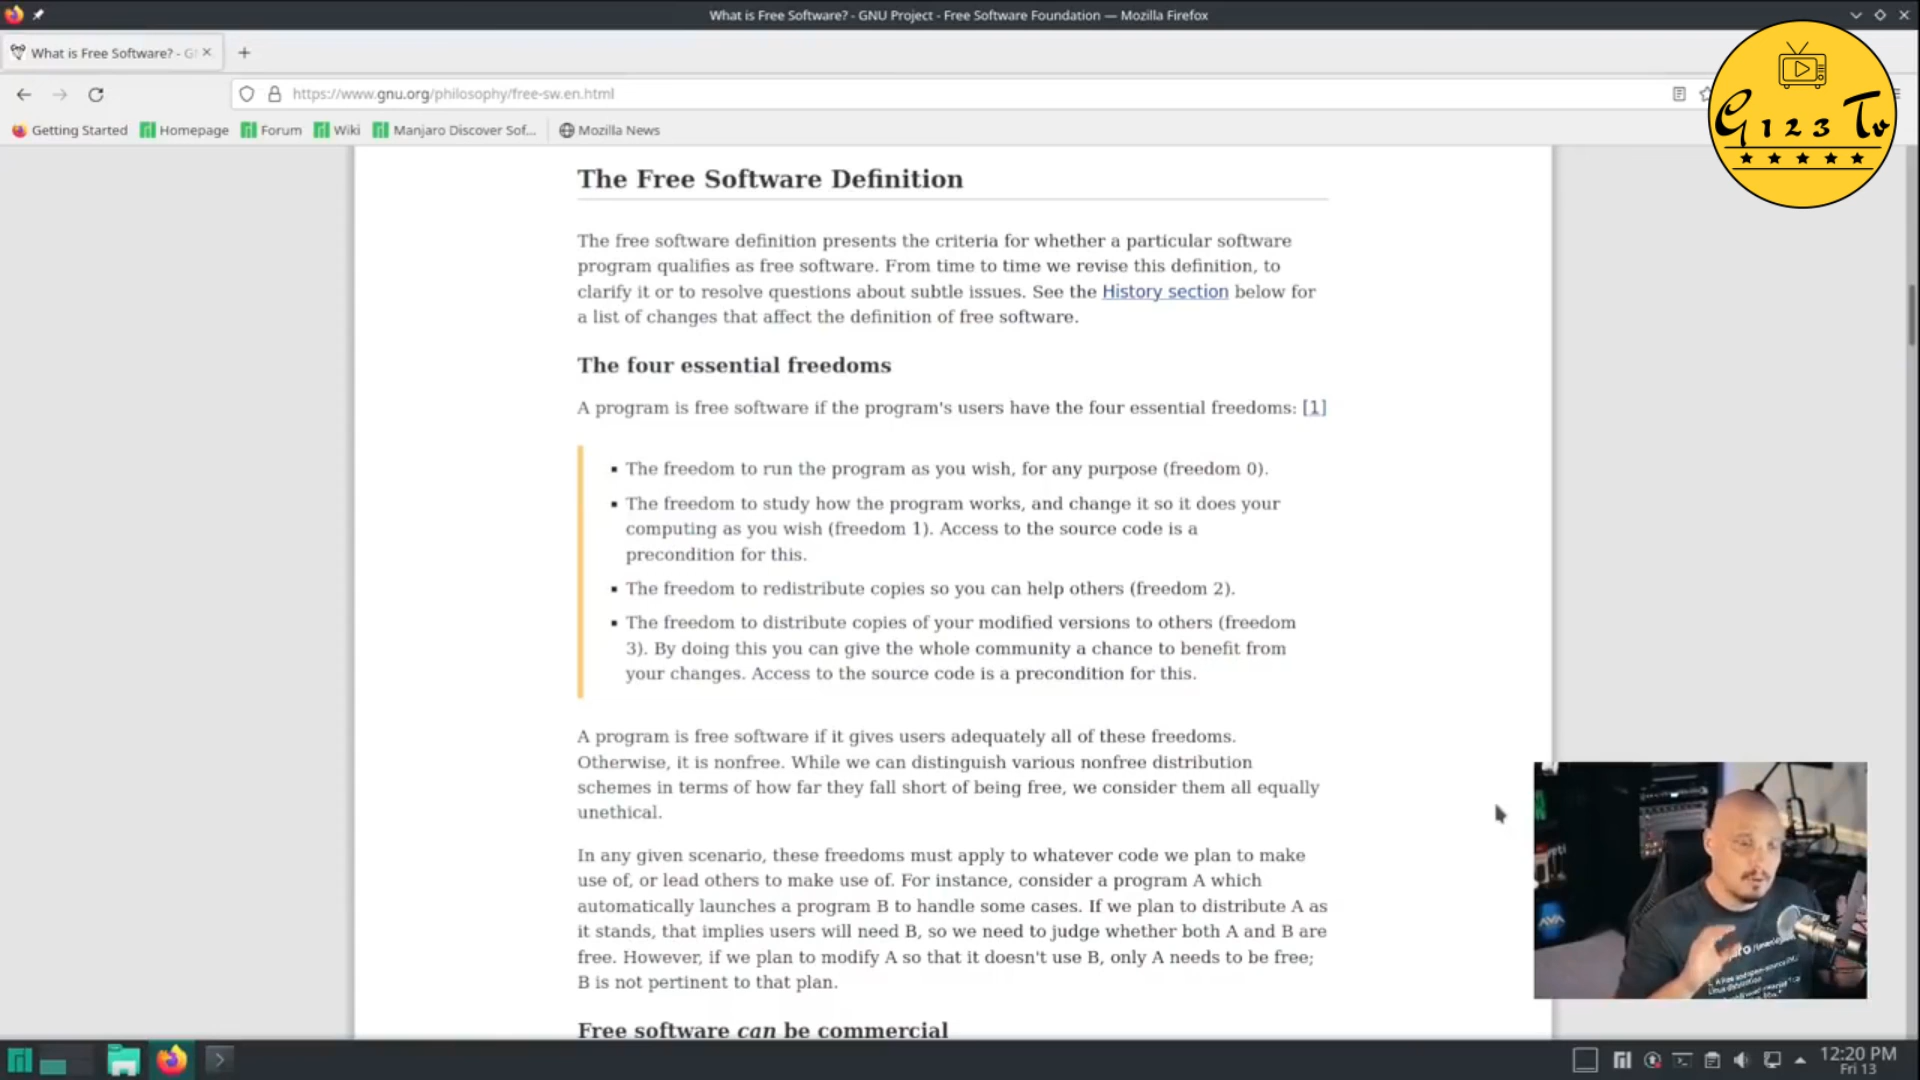 What is Free Software? - GNU Project - Free Software Foundation — Mozilla Firefox
What is Free Software? - G
https://www.gnu.org/philosophy/free-sw.en.html
Getting Started
Homepage
Forum
Wiki
Manjaro Discover Sof...
Mozilla News
G123 Tv
The Free Software Definition
The free software definition presents the criteria for whether a particular software
program qualifies as free software. From time to time we revise this definition, to
clarify it or to resolve questions about subtle issues. See the History section below for
a list of changes that affect the definition of free software.
The four essential freedoms
A program is free software if the program's users have the four essential freedoms: [1]
▪ The freedom to run the program as you wish, for any purpose (freedom 0).
▪ The freedom to study how the program works, and change it so it does your
computing as you wish (freedom 1). Access to the source code is a
precondition for this.
▪ The freedom to redistribute copies so you can help others (freedom 2).
▪ The freedom to distribute copies of your modified versions to others (freedom
3). By doing this you can give the whole community a chance to benefit from
your changes. Access to the source code is a precondition for this.
A program is free software if it gives users adequately all of these freedoms.
Otherwise, it is nonfree. While we can distinguish various nonfree distribution
schemes in terms of how far they fall short of being free, we consider them all equally
unethical.
In any given scenario, these freedoms must apply to whatever code we plan to make
use of, or lead others to make use of. For instance, consider a program A which
automatically launches a program B to handle some cases. If we plan to distribute A as
it stands, that implies users will need B, so we need to judge whether both A and B are
free. However, if we plan to modify A so that it doesn't use B, only A needs to be free;
B is not pertinent to that plan.
Free software can be commercial
12:20 PM
Fri 13